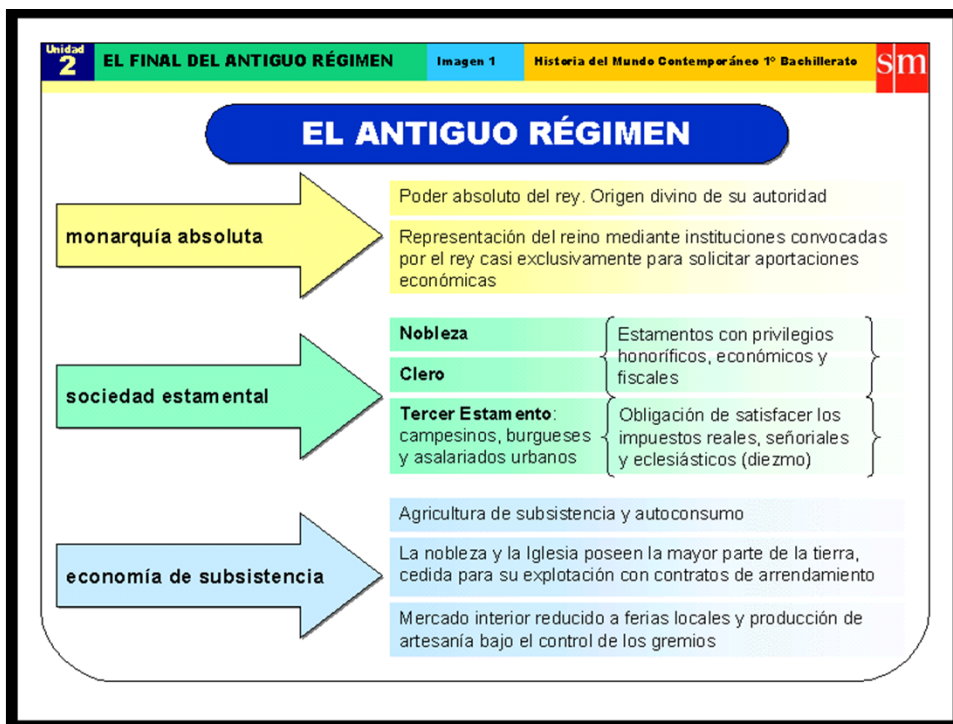 Unidad
2
EL FINAL DEL ANTIGUO RÉGIMEN
Imagen 1
Historia del Mundo Contemporáneo 1º Bachillerato
sm
EL ANTIGUO RÉGIMEN
monarquía absoluta
Poder absoluto del rey. Origen divino de su autoridad
Representación del reino mediante instituciones convocadas
por el rey casi exclusivamente para solicitar aportaciones
económicas
sociedad estamental
Nobleza
Clero
Estamentos con privilegios
honoríficos, económicos y
fiscales
Tercer Estamento:
campesinos, burgueses
y asalariados urbanos
Obligación de satisfacer los
impuestos reales, señoriales
y eclesiásticos (diezmo)
economía de subsistencia
Agricultura de subsistencia y autoconsumo
La nobleza y la Iglesia poseen la mayor parte de la tierra,
cedida para su explotación con contratos de arrendamiento
Mercado interior reducido a ferias locales y producción de
artesanía bajo el control de los gremios